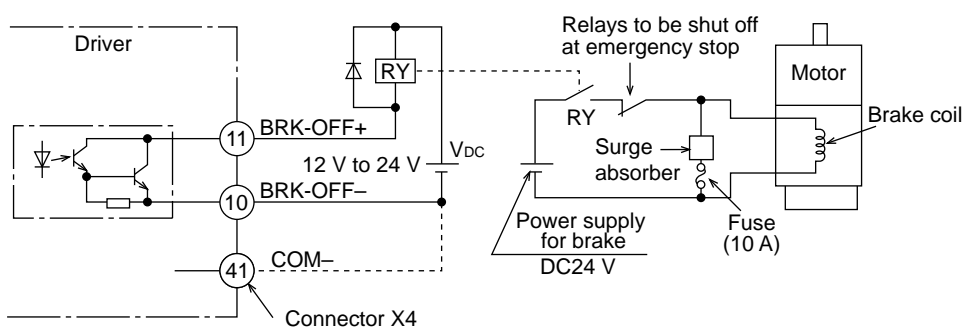 Driver
RY
11
BRK-OFF+
12 V to 24 V
VDC
10
BRK-OFF–
41
COM–
Connector X4
Relays to be shut off
at emergency stop
RY
Surge
absorber
Power supply
for brake
DC24 V
Fuse
(10 A)
Motor
Brake coil